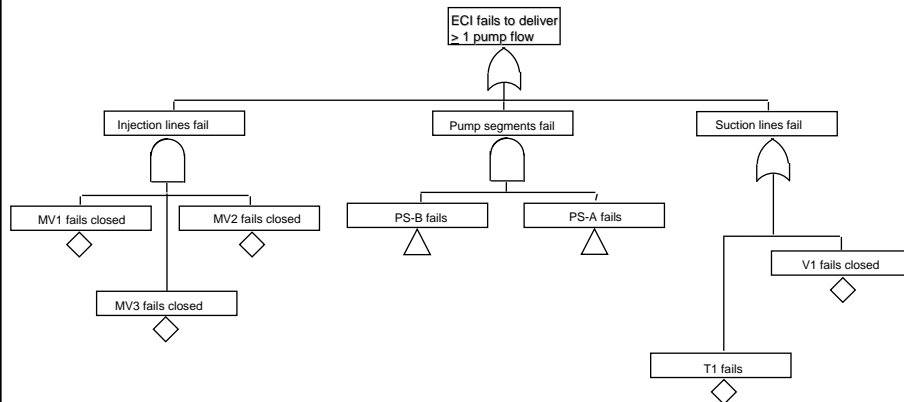 ECI fails to deliver
≥ 1 pump flow
Injection lines fail
Pump segments fail
Suction lines fail
MV1 fails closed
MV2 fails closed
PS-B fails
PS-A fails
V1 fails closed
MV3 fails closed
T1 fails